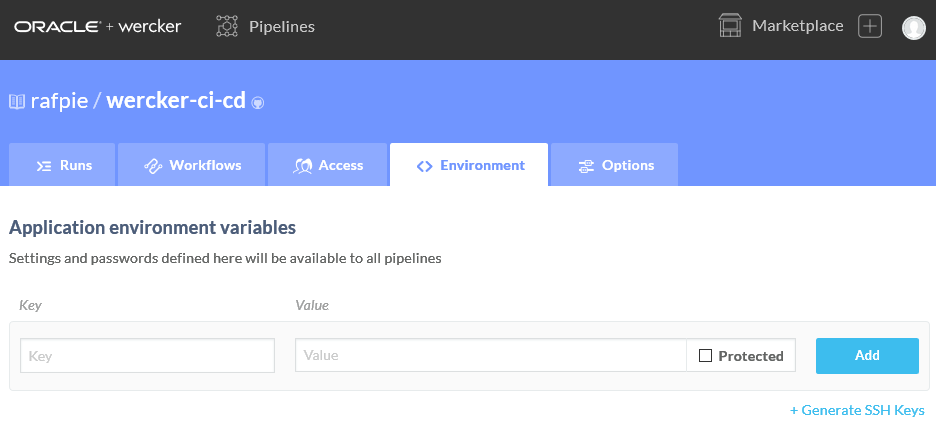 ORACLE + wercker Pipelines Marketplace
rafpie / wercker-ci-cd
Runs Workflows Access Environment Options
Application environment variables
Settings and passwords defined here will be available to all pipelines
Key Value
Key Value Protected Add
+ Generate SSH Keys